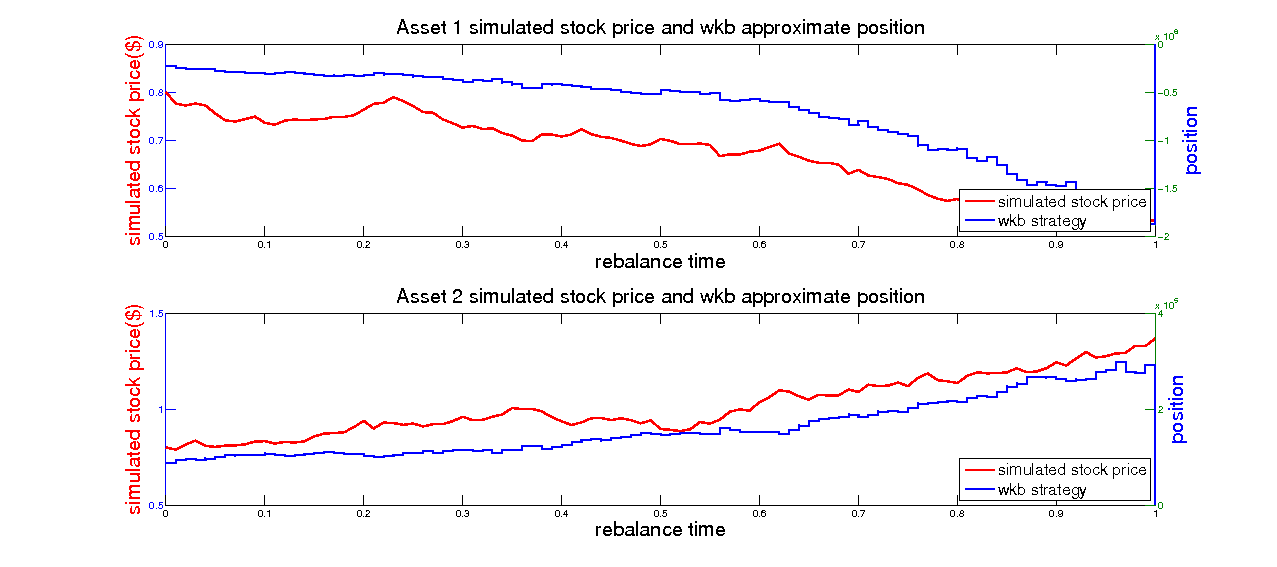 Asset 1 simulated stock price and wkb approximate position
x 10
simulated stock price($)
0.9
0.8
0.7
0.6
0.5
0
-0.5
-1
-1.5
-2
position
simulated stock price
wkb strategy
0 0.1 0.2 0.3 0.4 0.5 0.6 0.7 0.8 0.9 1
rebalance time
Asset 2 simulated stock price and wkb approximate position
x 10
simulated stock price($)
1.5
1
0.5
4
2
0
position
simulated stock price
wkb strategy
0 0.1 0.2 0.3 0.4 0.5 0.6 0.7 0.8 0.9 1
rebalance time